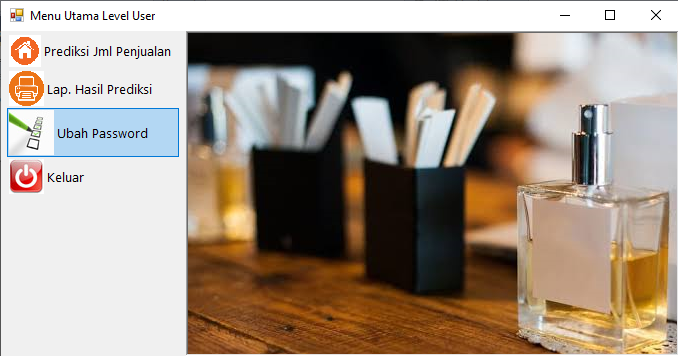 Menu Utama Level User
Prediksi Jml Penjualan
Lap. Hasil Prediksi
Ubah Password
Keluar